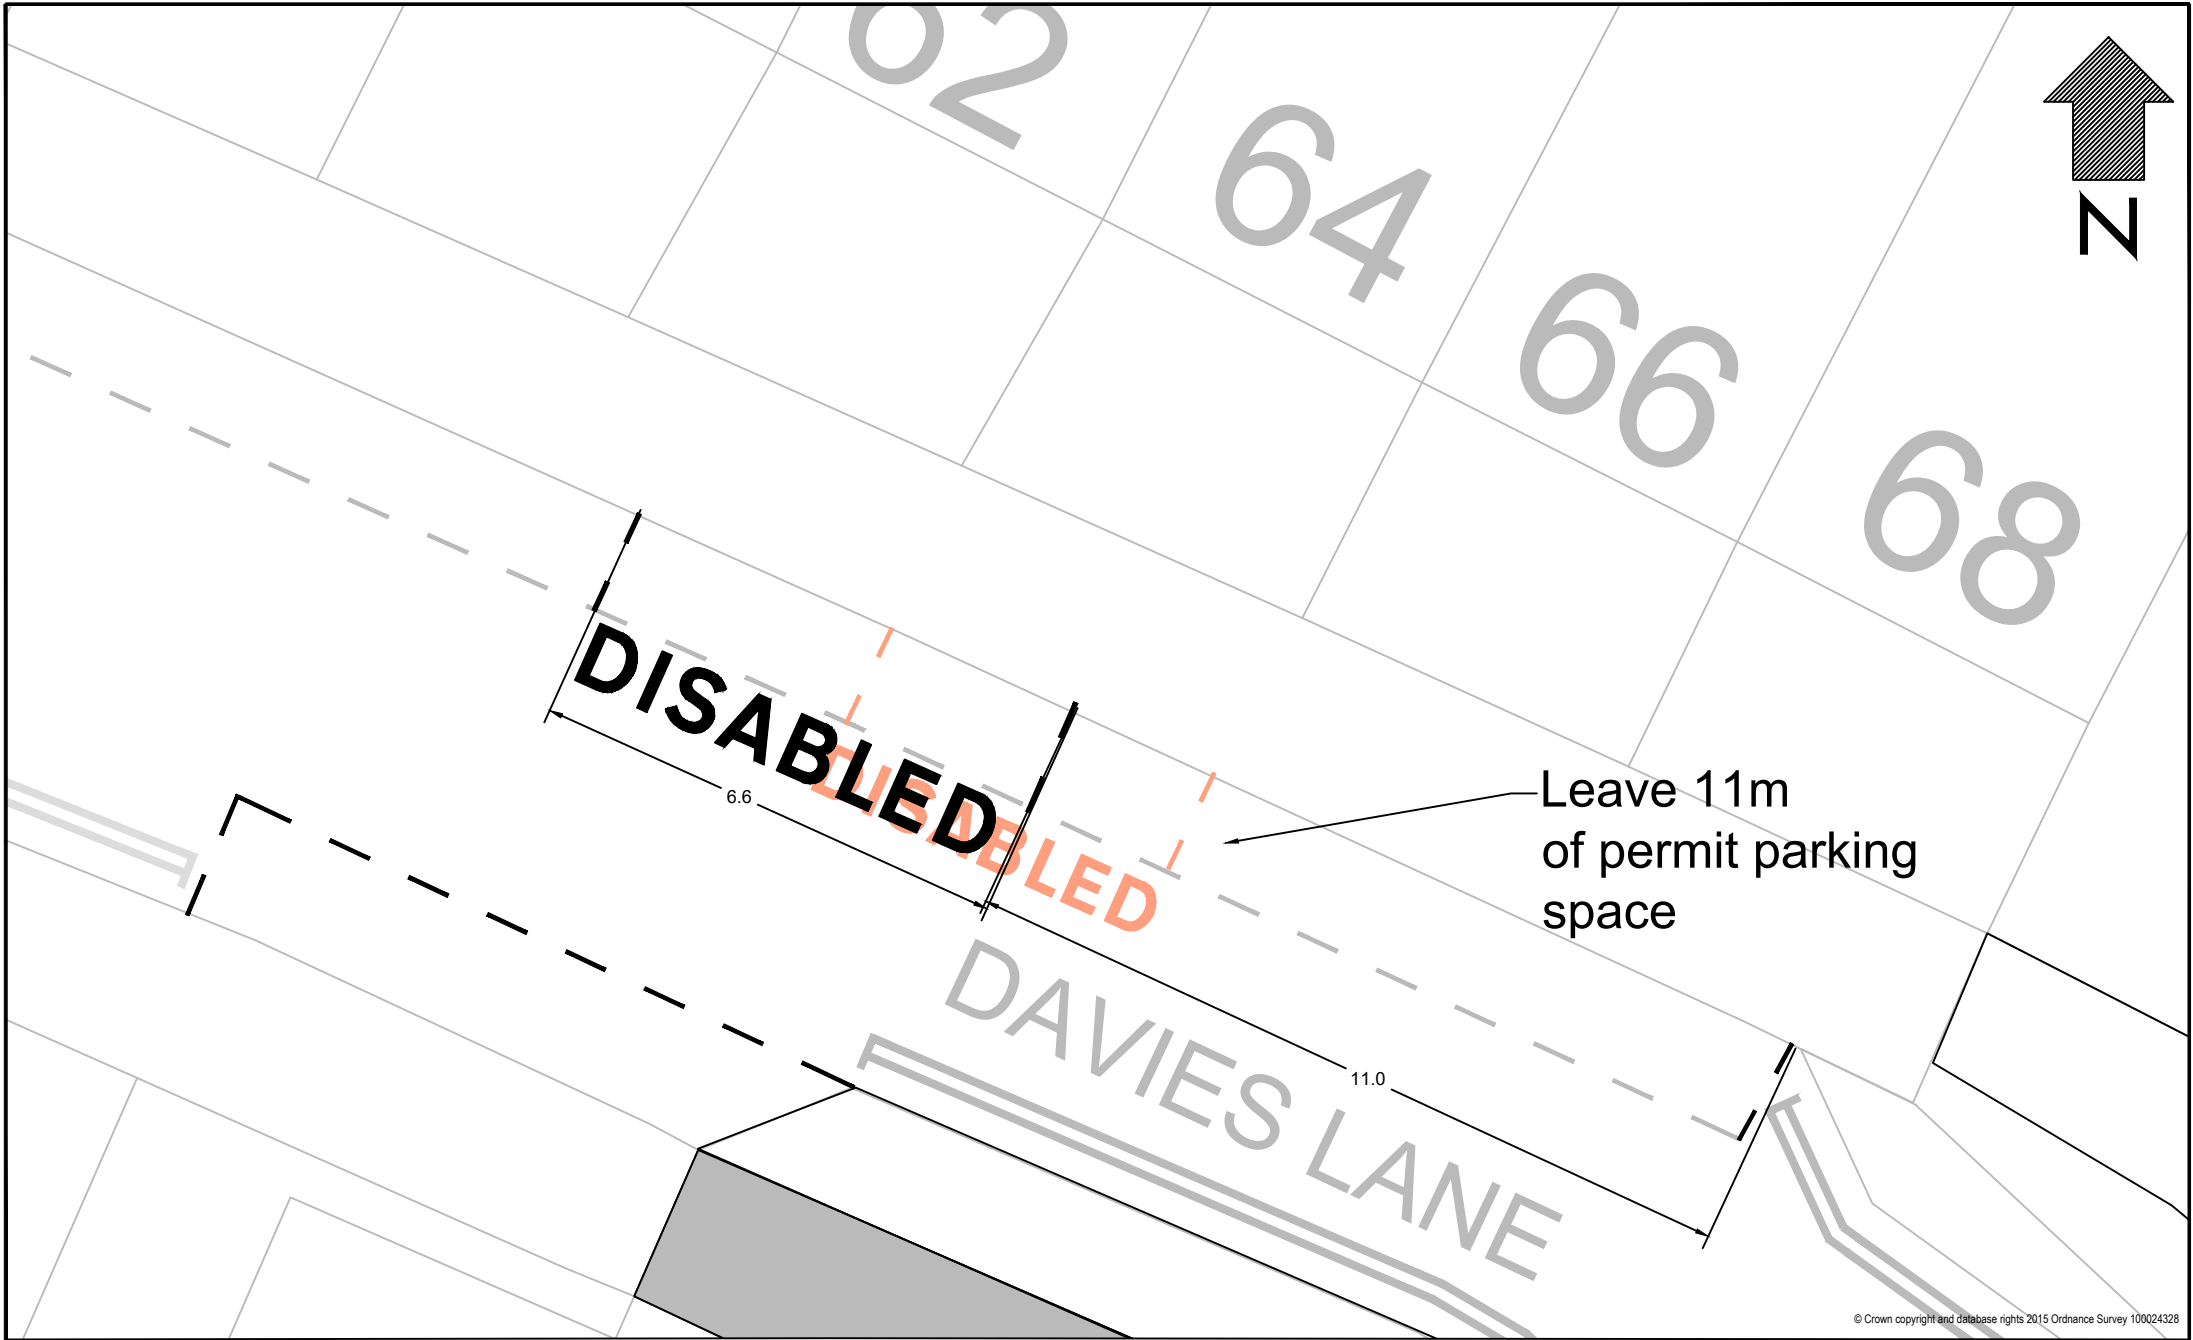 62
64
66
68
N
DISABLED
DISABLED
6.6
Leave 11m
of permit parking
space
DAVIES LANE
11.0
© Crown copyright and database rights 2015 Ordnance Survey 100024328